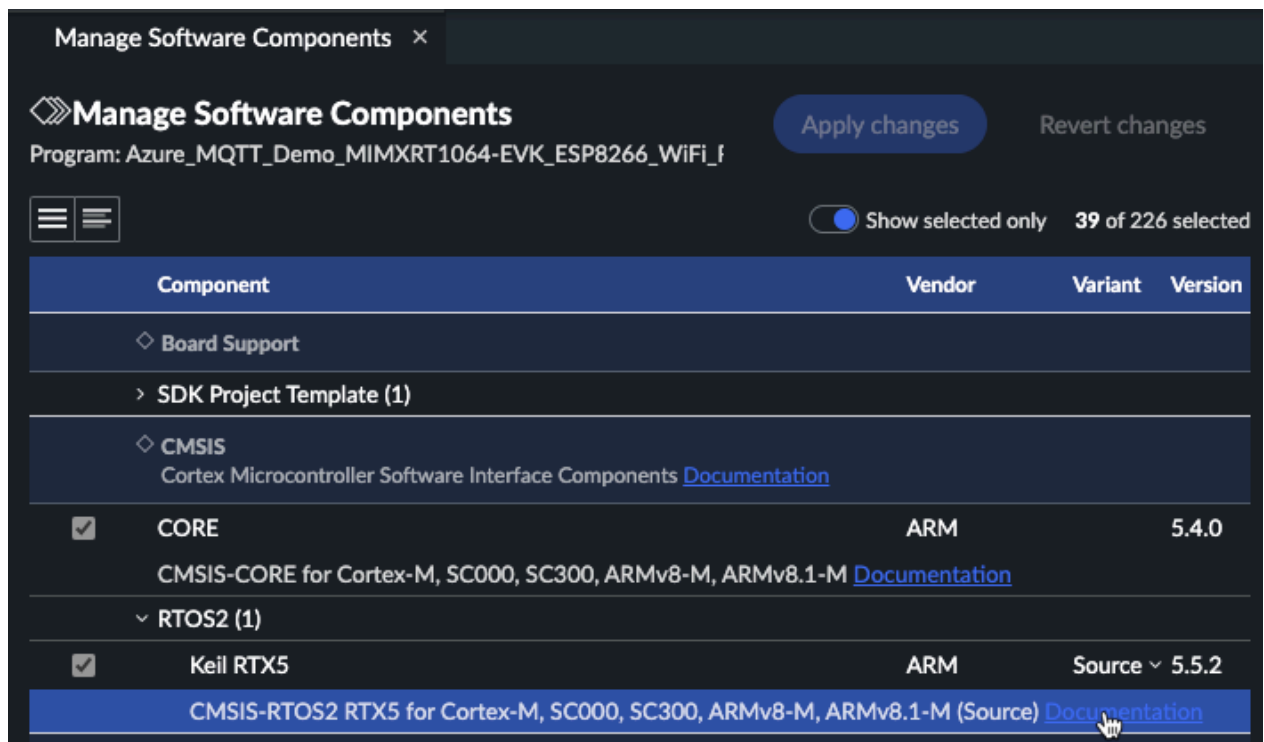 Manage Software Components ×
Manage Software Components
Apply changes
Revert changes
Program: Azure_MQTT_Demo_MIMXRT1064-EVK_ESP8266_WiFi_
Show selected only 39 of 226 selected
Component Vendor Variant Version
Board Support
SDK Project Template (1)
CMSIS
Cortex Microcontroller Software Interface Components Documentation
CORE ARM 5.4.0
CMSIS-CORE for Cortex-M, SC000, SC300, ARMv8-M, ARMv8.1-M Documentation
RTOS2 (1)
Keil RTX5 ARM Source 5.5.2
CMSIS-RTOS2 RTX5 for Cortex-M, SC000, SC300, ARMv8-M, ARMv8.1-M (Source) Documentation